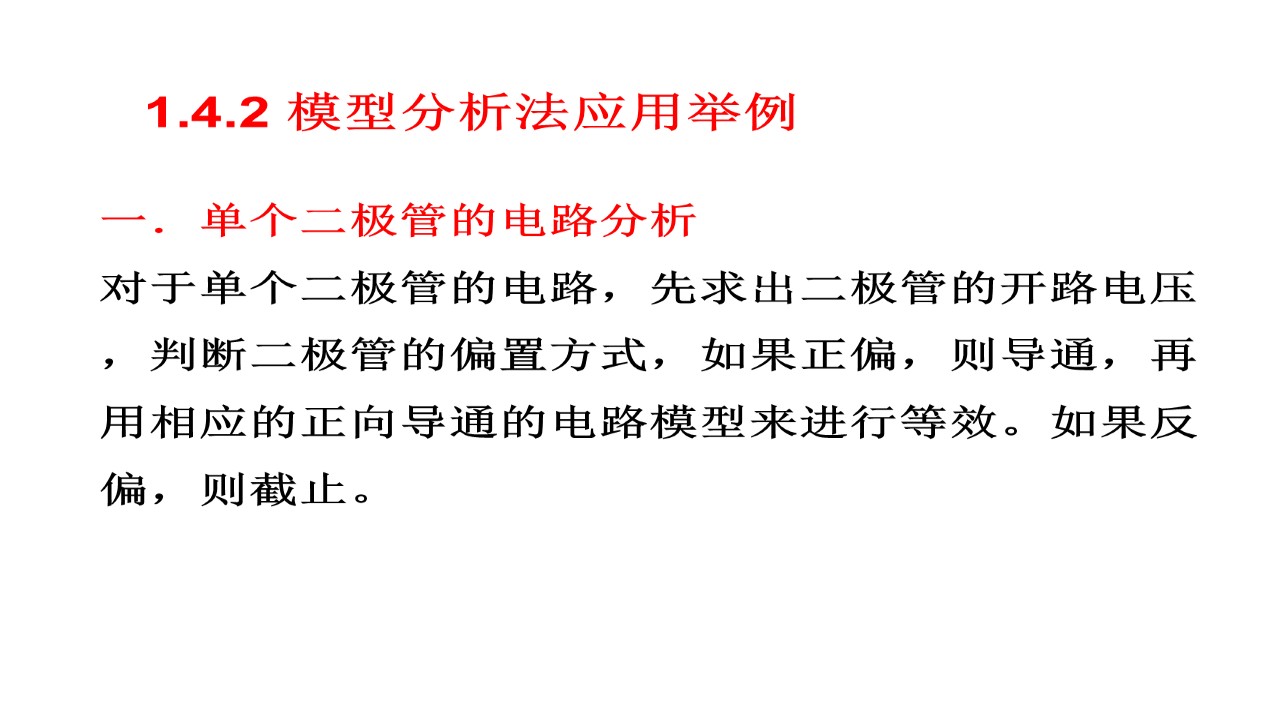 1.4.2 模型分析法应用举例
一．单个二极管的电路分析
对于单个二极管的电路，先求出二极管的开路电压
，判断二极管的偏置方式，如果正偏，则导通，再
用相应的正向导通的电路模型来进行等效。如果反
偏，则截止。